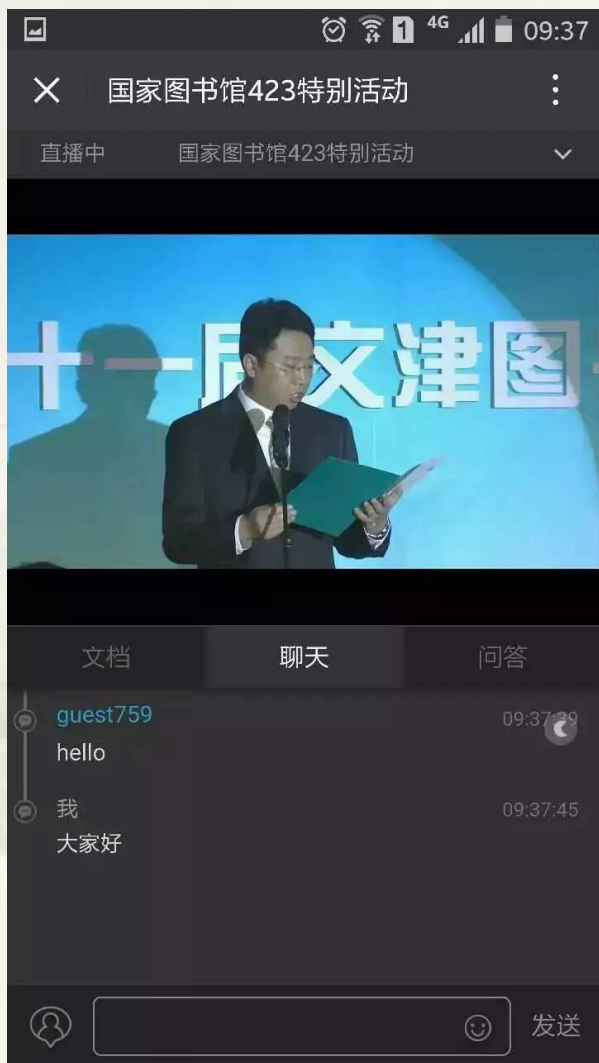 4G 09:37
国家图书馆423特别活动
直播中 国家图书馆423特别活动
十一届文津图
文档 聊天 问答
guest759 09:37:39
hello
我 09:37:45
大家好
发送